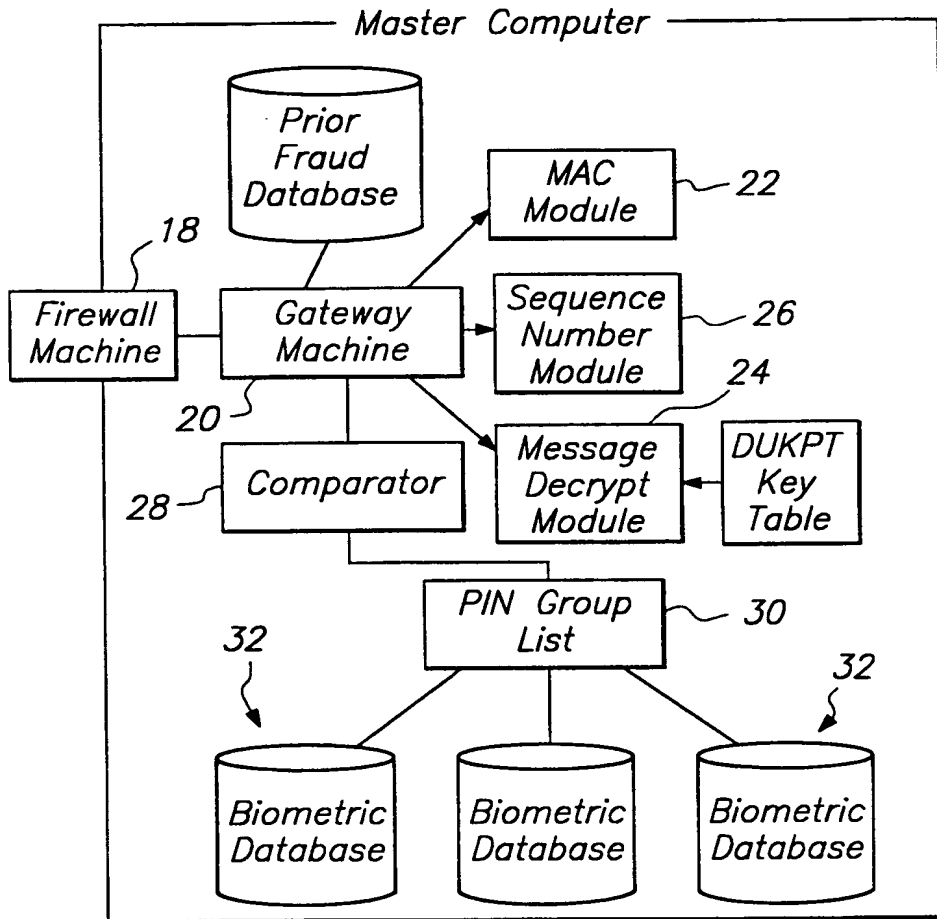 Master Computer
Prior
Fraud
Database
MAC
Module
22
18
Firewall
Machine
Gateway
Machine
20
Sequence
Number
Module
26
24
Comparator
28
Message
Decrypt
Module
DUKPT
Key
Table
PIN Group
List
30
32
32
Biometric
Database
Biometric
Database
Biometric
Database